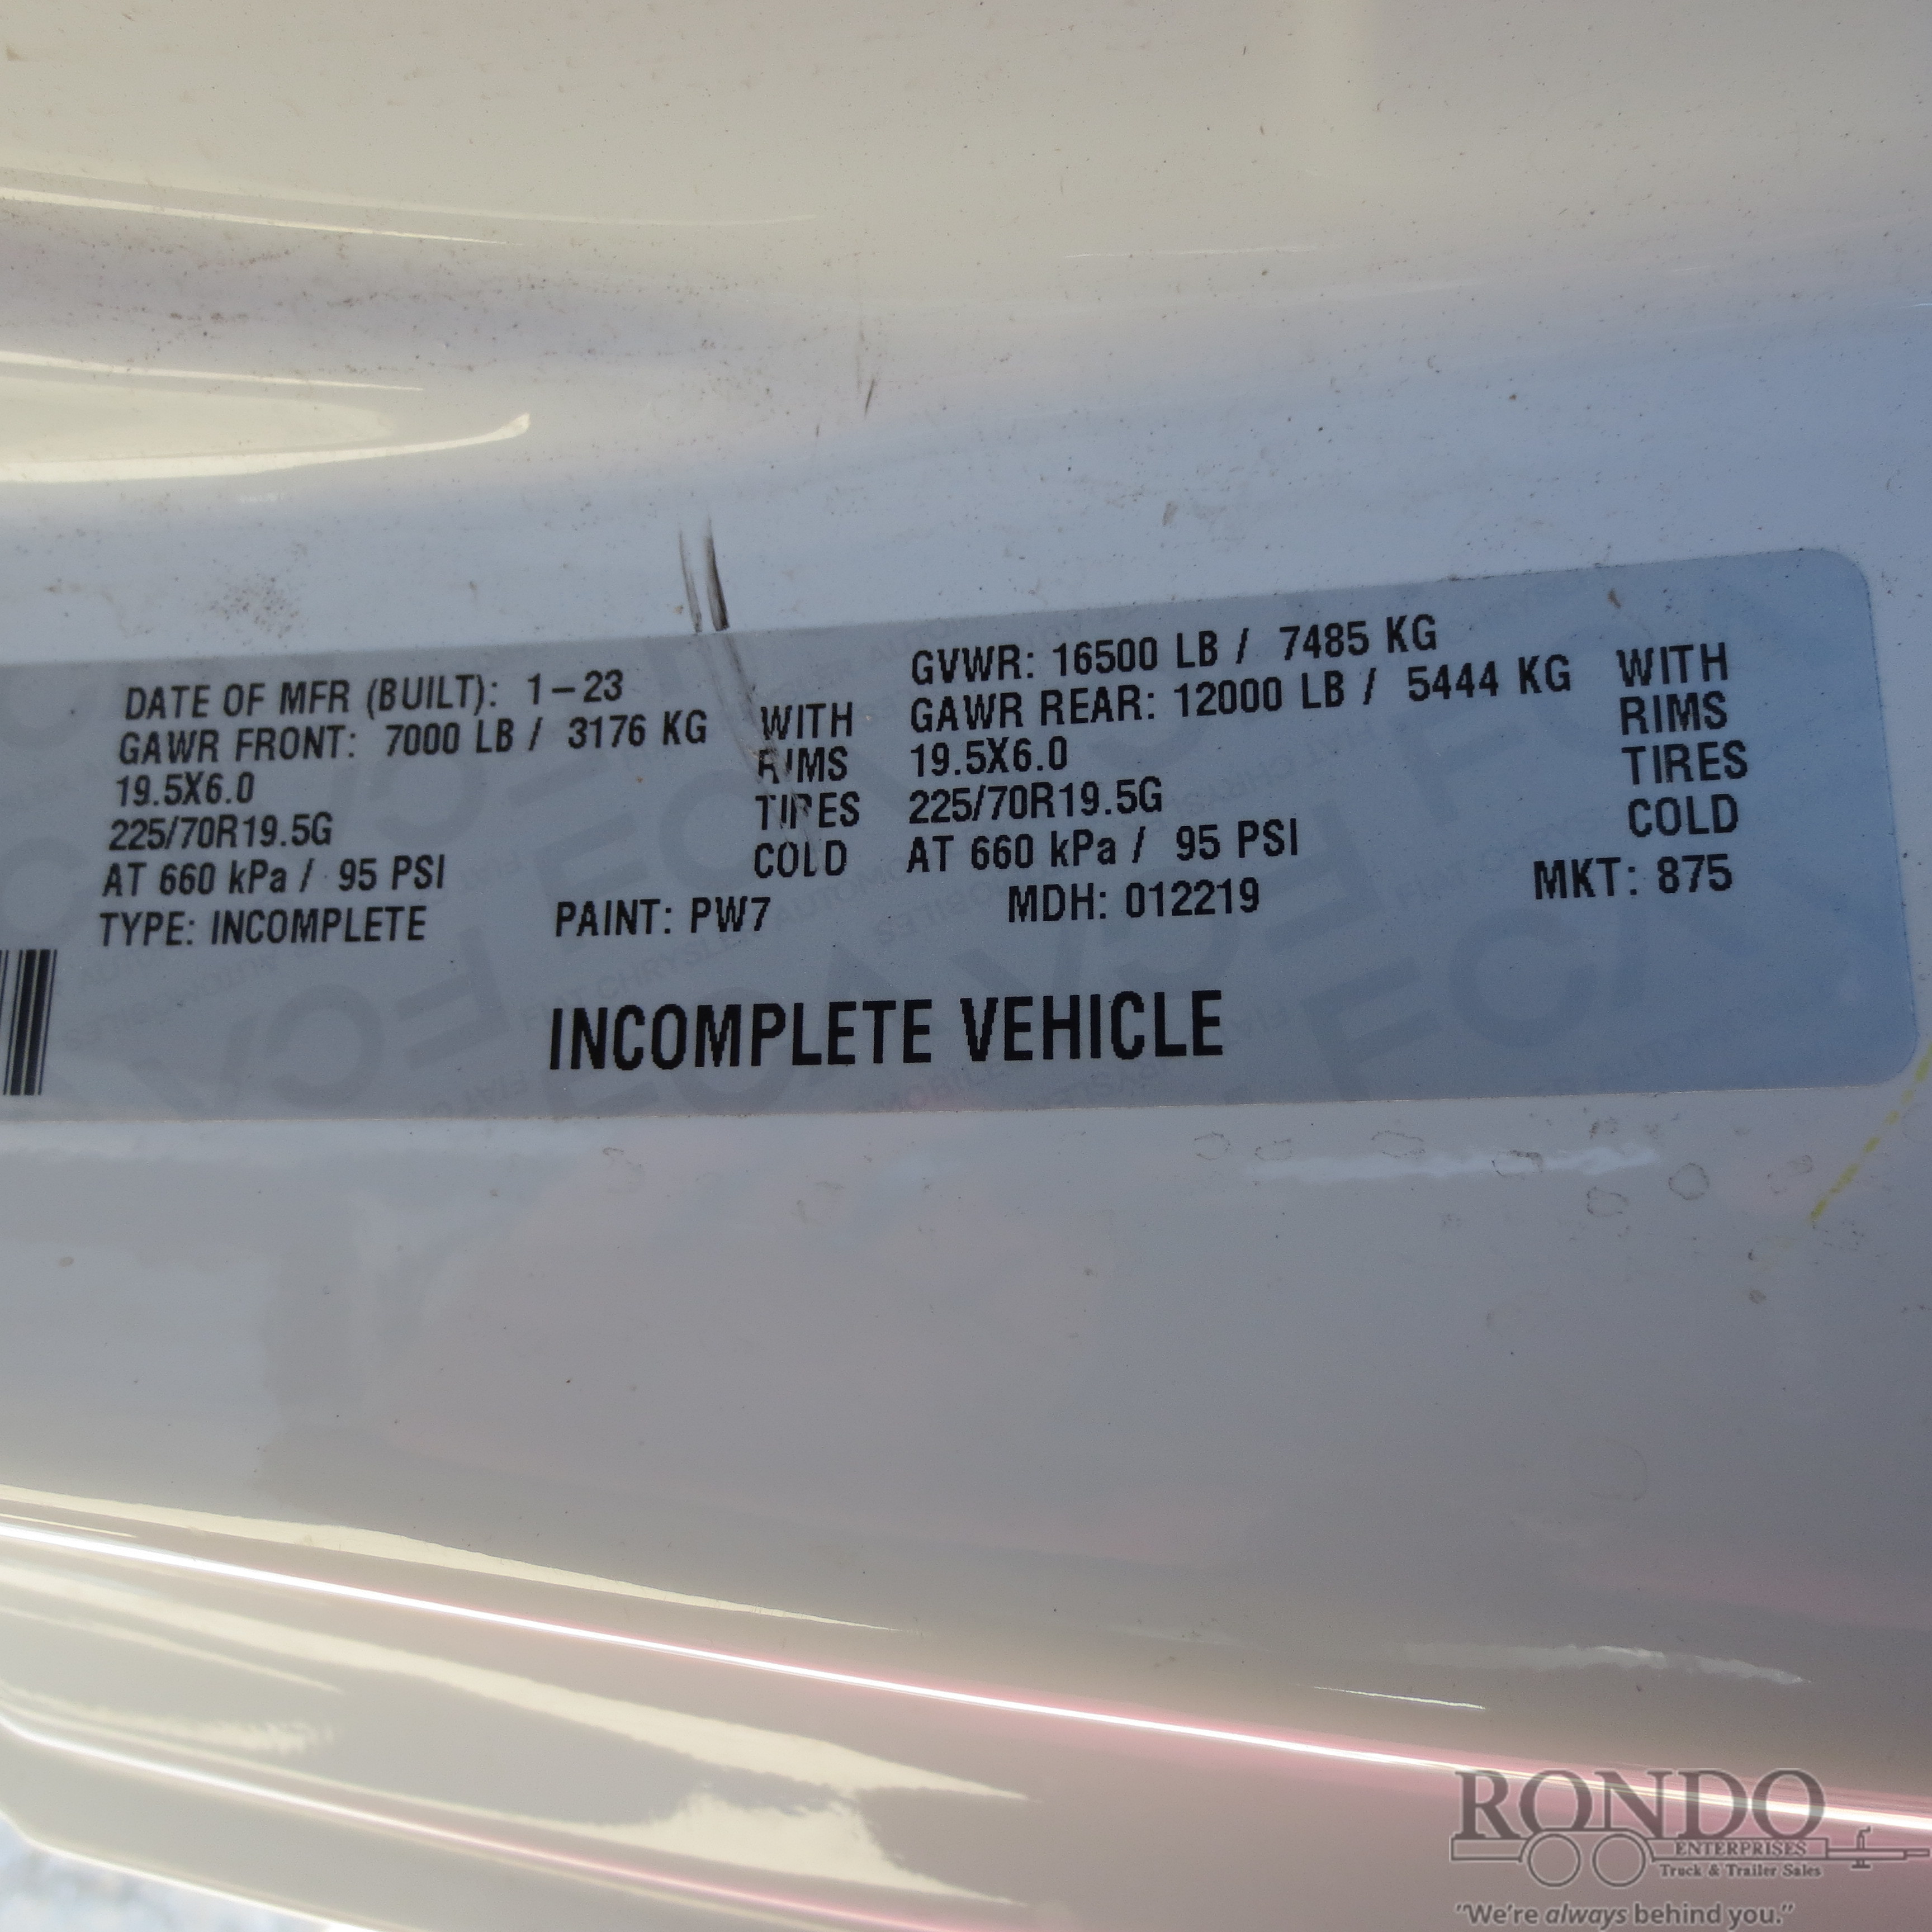 DATE OF MFR (BUILT): 1-23 GVWR: 16500 LB / 7485 KG
GAWR FRONT: 7000 LB / 3176 KG WITH GAWR REAR: 12000 LB / 5444 KG WITH
19.5X6.0 RIMS 19.5X6.0 RIMS
225/70R19.5G TIRES 225/70R19.5G TIRES
AT 660 kPa / 95 PSI COLD AT 660 kPa / 95 PSI COLD
TYPE: INCOMPLETE PAINT: PW7 MDH: 012219 MKT: 875
INCOMPLETE VEHICLE
RONDO
ENTERPRISES
Truck & Trailer Sales
"We're always behind you."